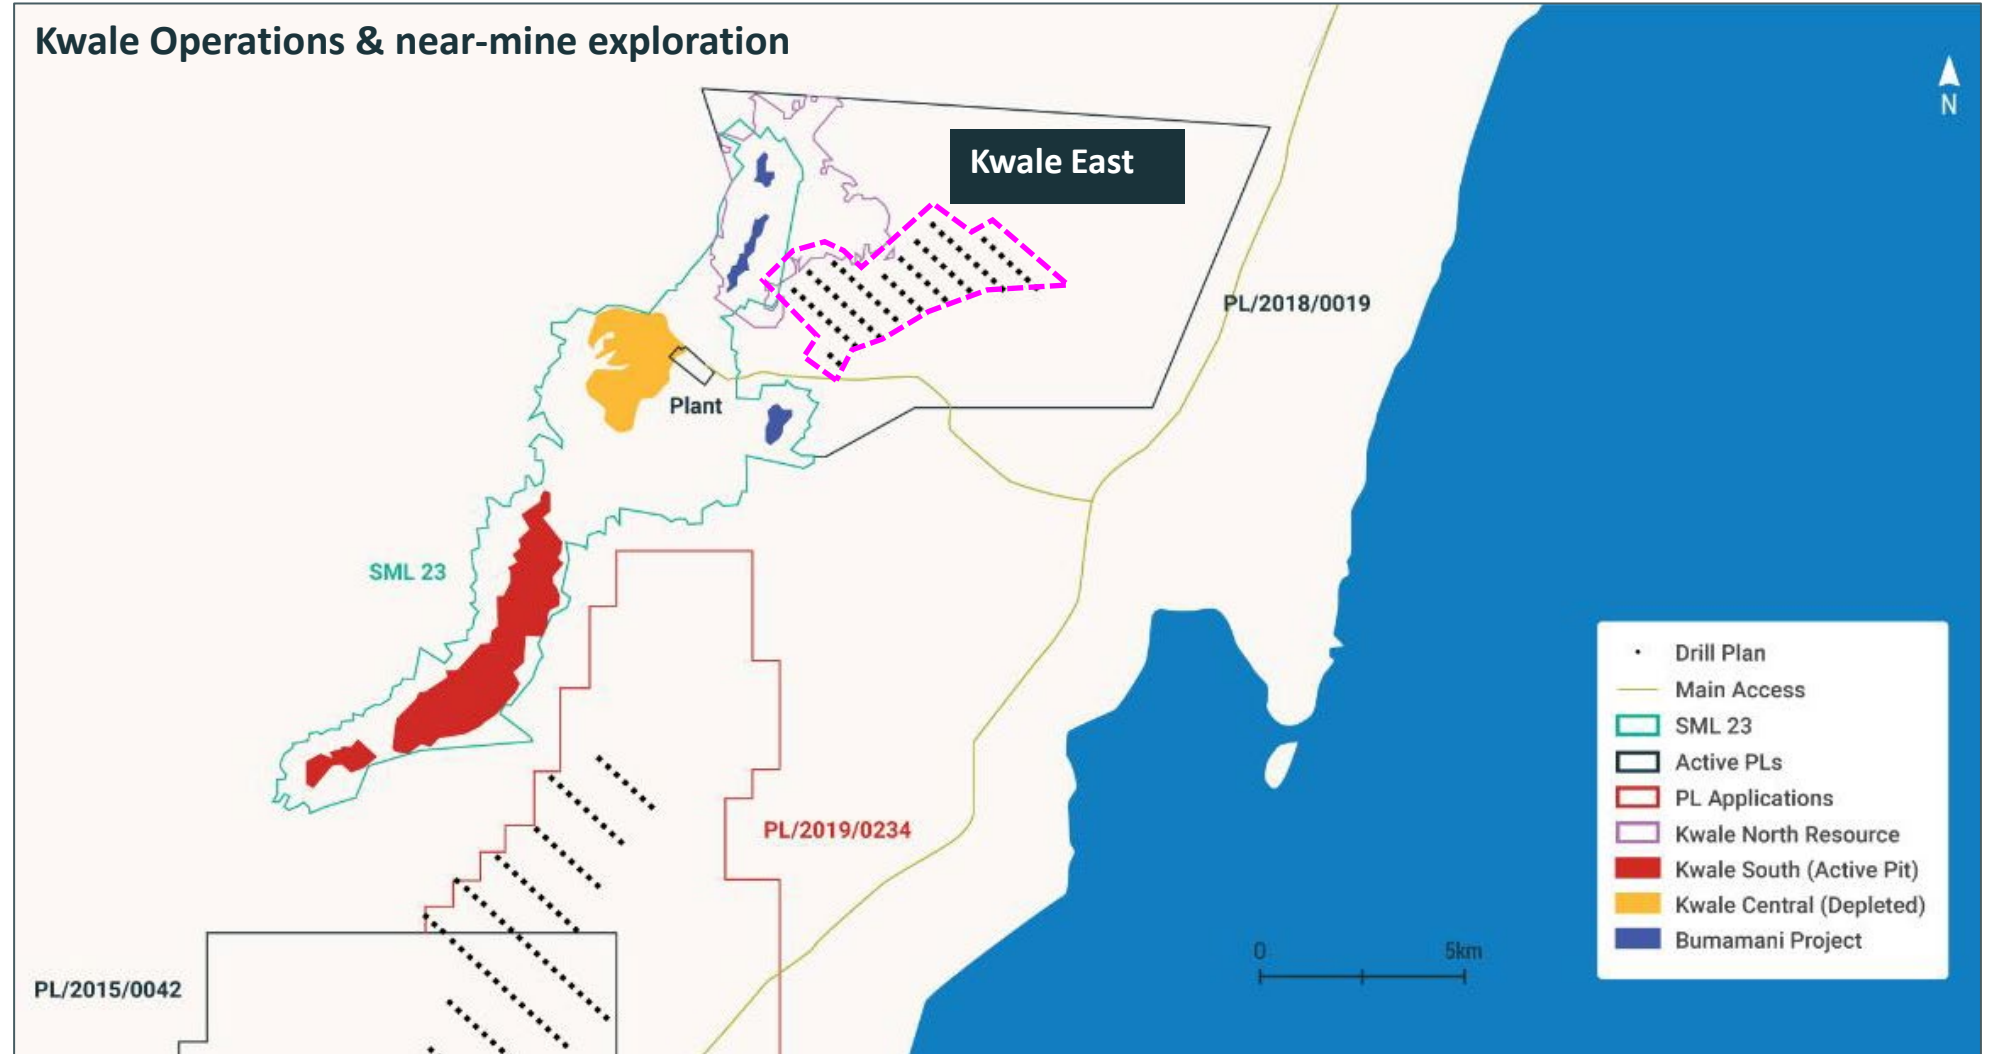 Kwale Operations & near-mine exploration
N
Kwale East
PL/2018/0019
Plant
SML 23
PL/2019/0234
PL/2015/0042
0 5km
Drill Plan
Main Access
SML 23
Active PLs
PL Applications
Kwale North Resource
Kwale South (Active Pit)
Kwale Central (Depleted)
Bumamani Project